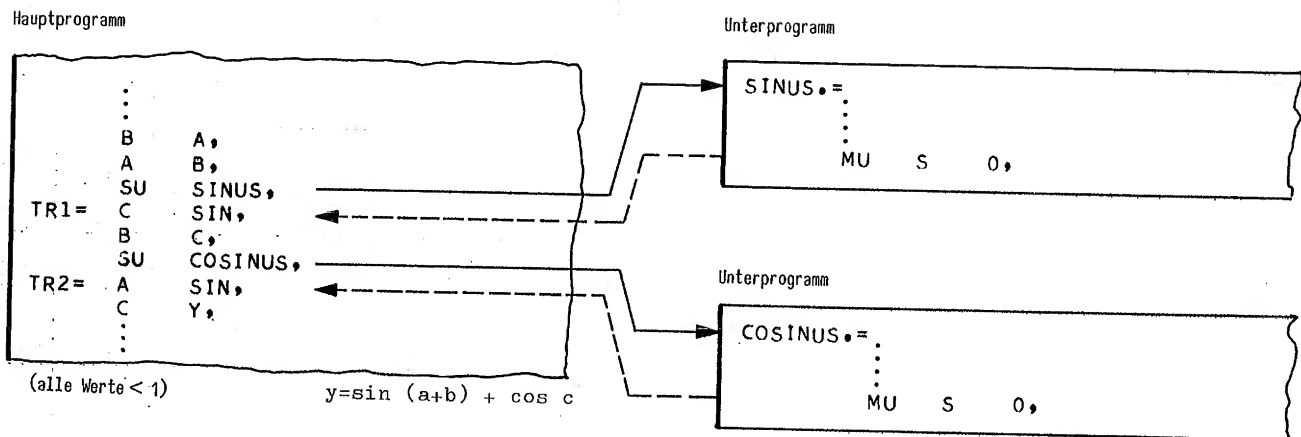 Hauptprogramm
B A,
A B,
SU SINUS,
TR1= C SIN,
B C,
SU COSINUS,
TR2= A SIN,
C Y,
(alle Werte < 1)
y=sin (a+b) + cos c
Unterprogramm
SINUS.=
MU S 0,
Unterprogramm
COSINUS.=
MU S 0,